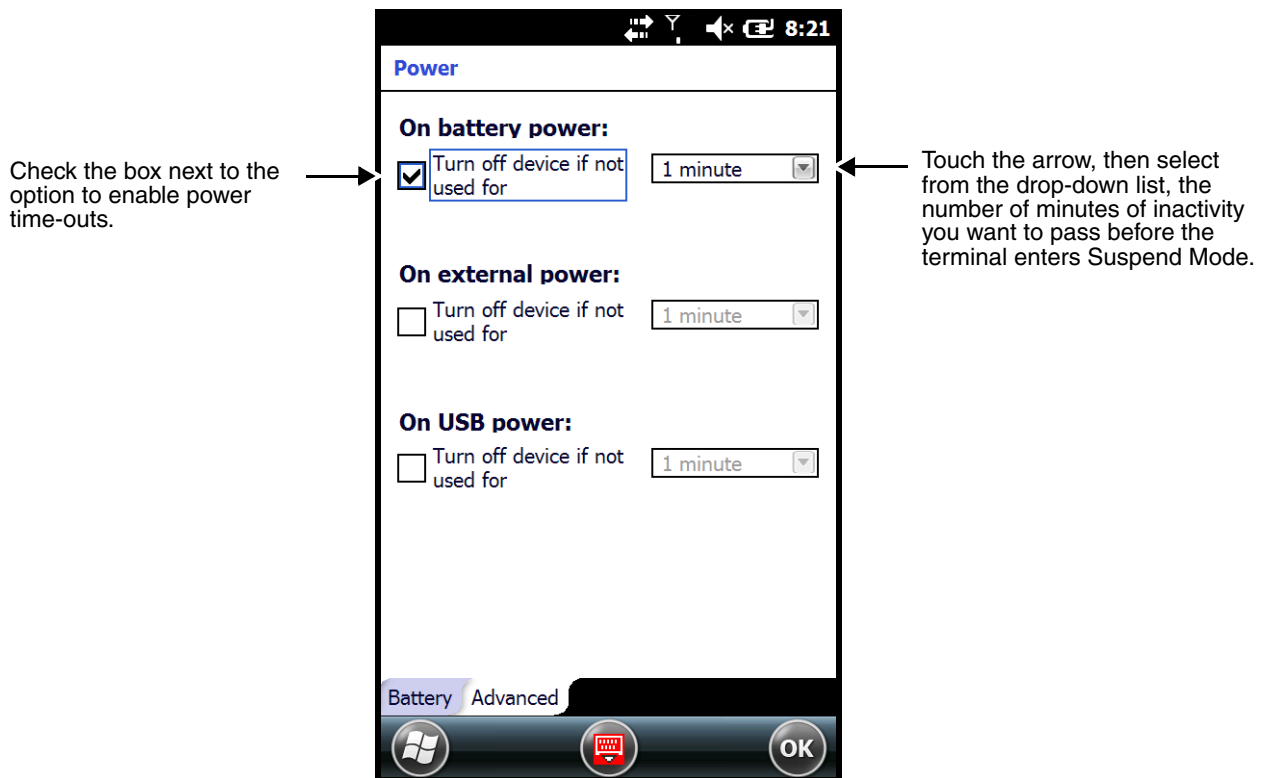 8:21
Power
On battery power:
Turn off device if not
used for
1 minute
On external power:
Turn off device if not
used for
1 minute
On USB power:
Turn off device if not
used for
1 minute
Battery
Advanced
OK
Check the box next to the
option to enable power
time-outs.
Touch the arrow, then select
from the drop-down list, the
number of minutes of inactivity
you want to pass before the
terminal enters Suspend Mode.